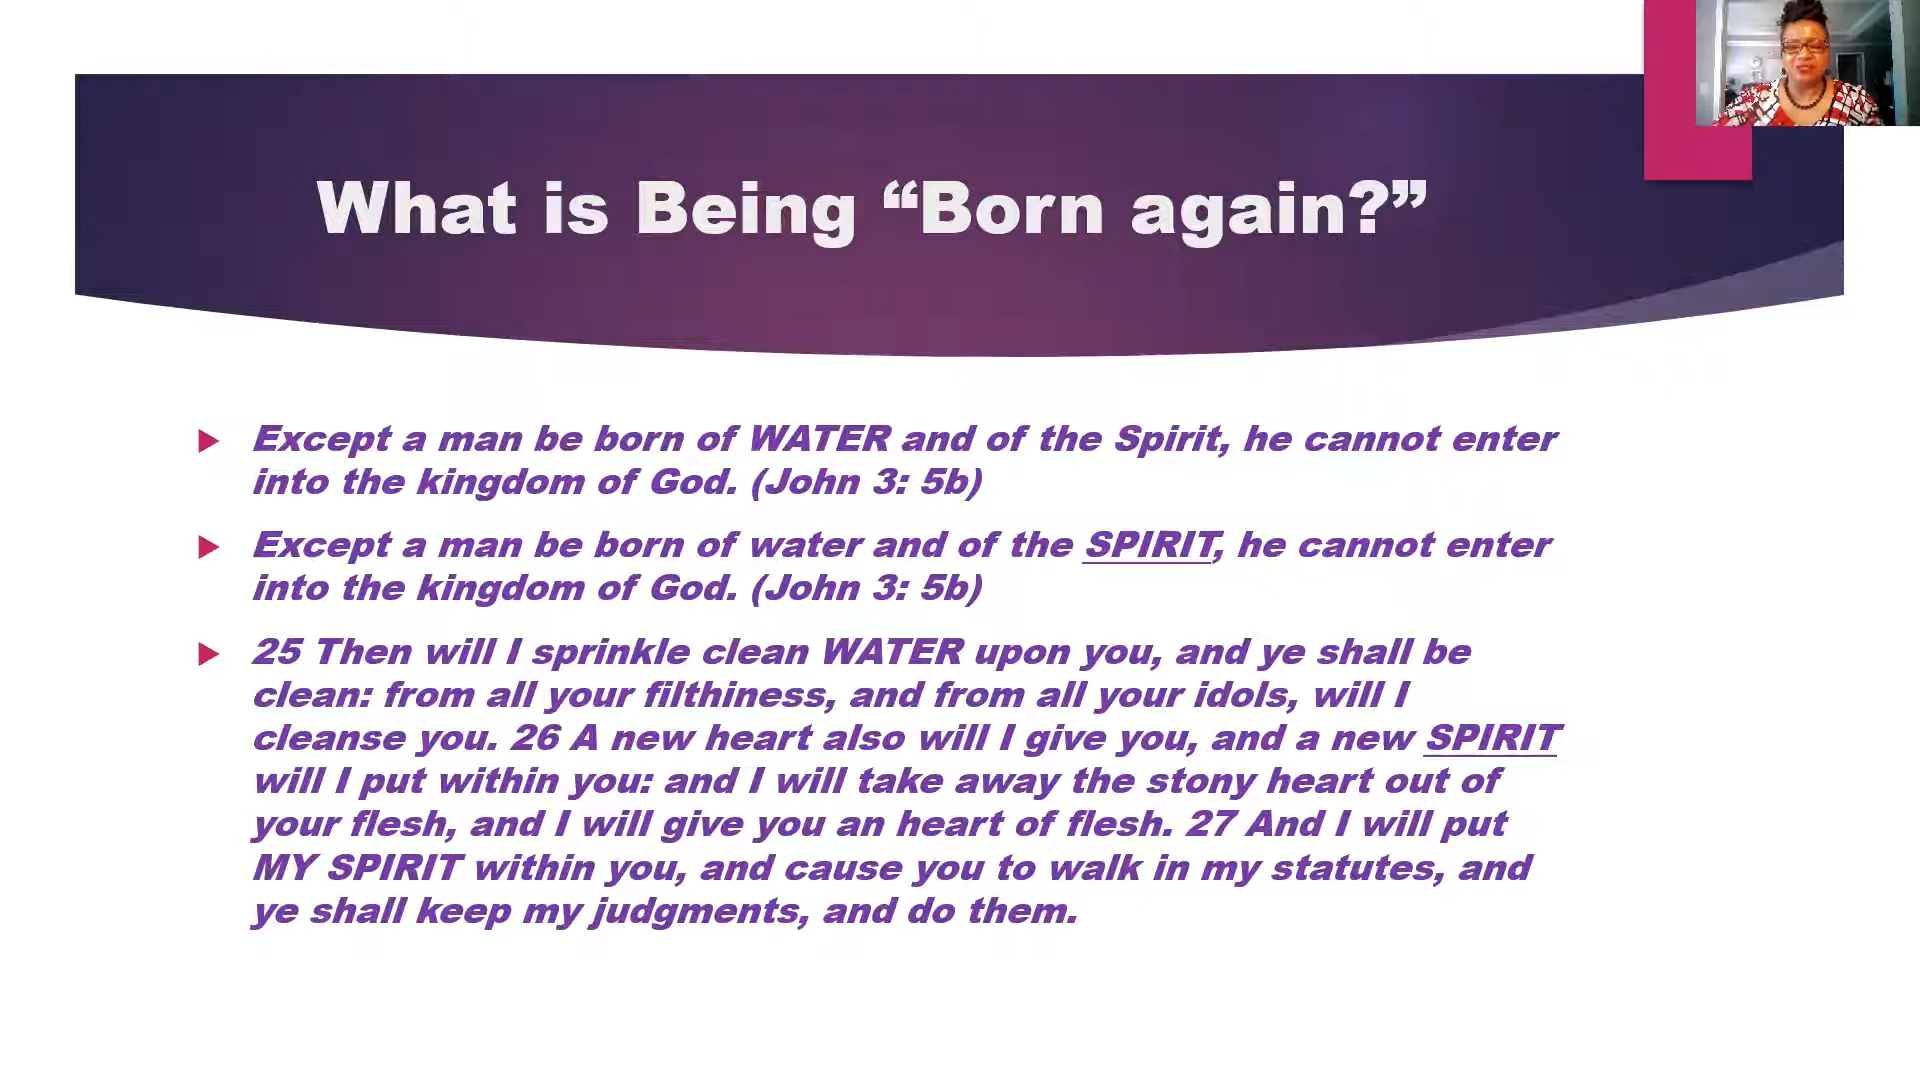 What is Being “Born again?”
Except a man be born of WATER and of the Spirit, he cannot enter
into the kingdom of God. (John 3: 5b)
Except a man be born of water and of the SPIRIT, he cannot enter
into the kingdom of God. (John 3: 5b)
25 Then will I sprinkle clean WATER upon you, and ye shall be
clean: from all your filthiness, and from all your idols, will I
cleanse you. 26 A new heart also will I give you, and a new SPIRIT
will I put within you: and I will take away the stony heart out of
your flesh, and I will give you an heart of flesh. 27 And I will put
MY SPIRIT within you, and cause you to walk in my statutes, and
ye shall keep my judgments, and do them.